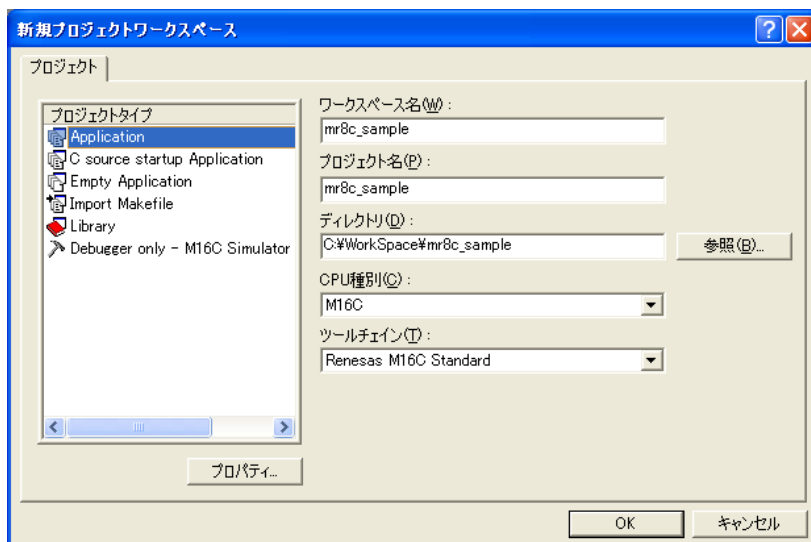 新規プロジェクトワークスペース
プロジェクト
プロジェクトタイプ
Application
C source startup Application
Empty Application
Import Makefile
Library
Debugger only - M16C Simulator
プロパティ...
ワークスペース名(W):
mr8c_sample
プロジェクト名(P):
mr8c_sample
ディレクトリ(D):
C:¥WorkSpace¥mr8c_sample
参照(B)...
CPU種別(C):
M16C
ツールチェイン(T):
Renesas M16C Standard
OK
キャンセル